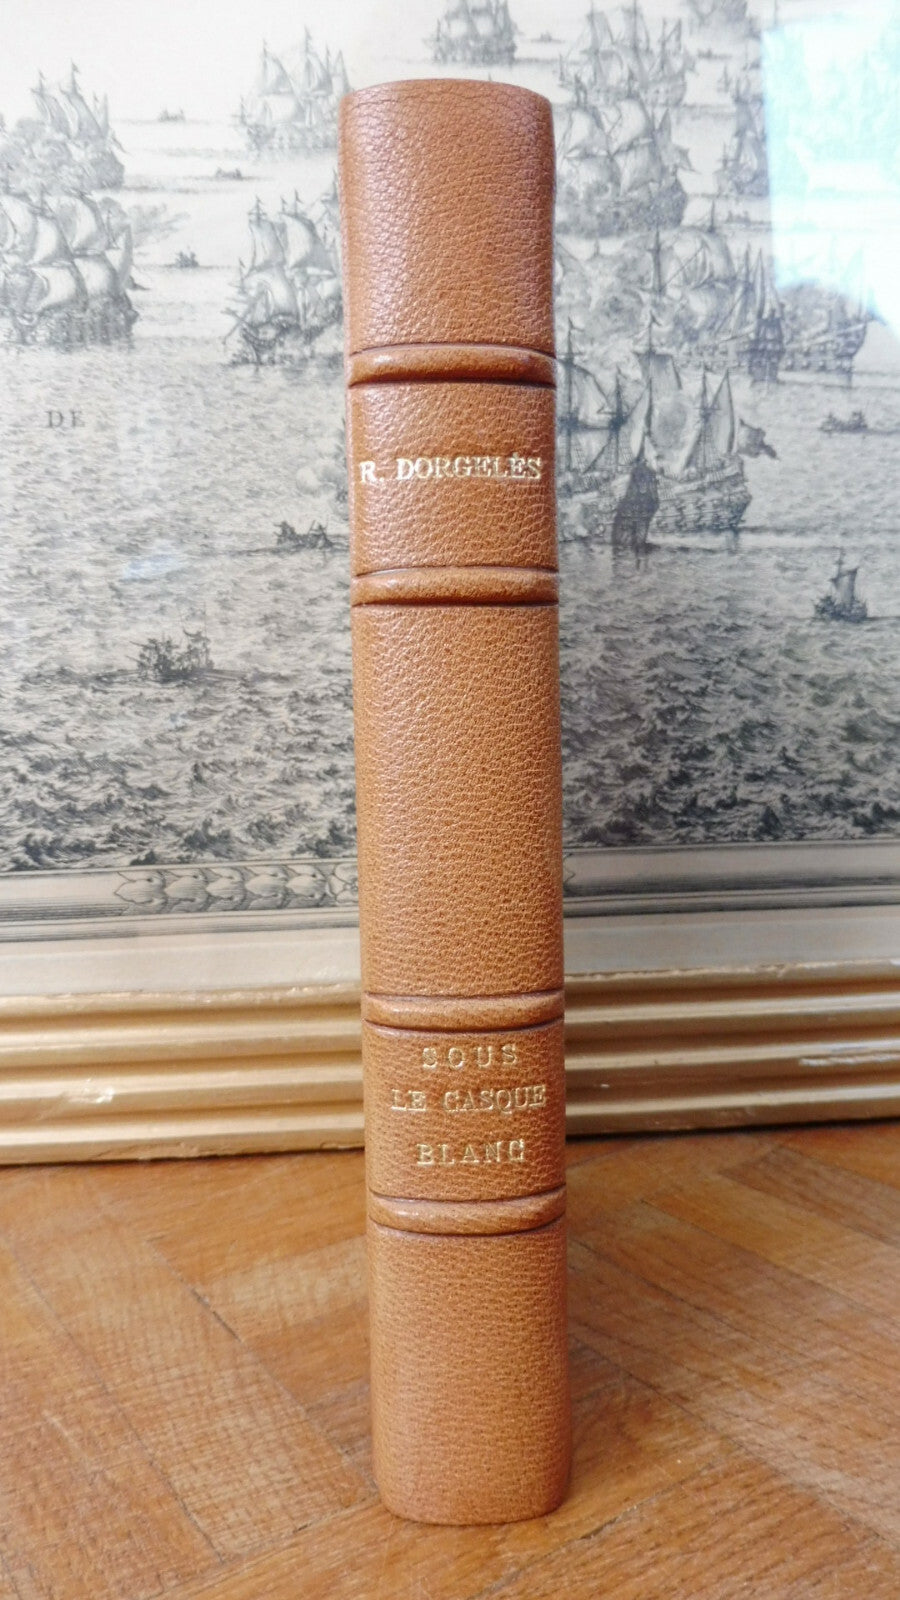 DE
R. DORGELÈS
SOUS
LE CASQUE
BLANC